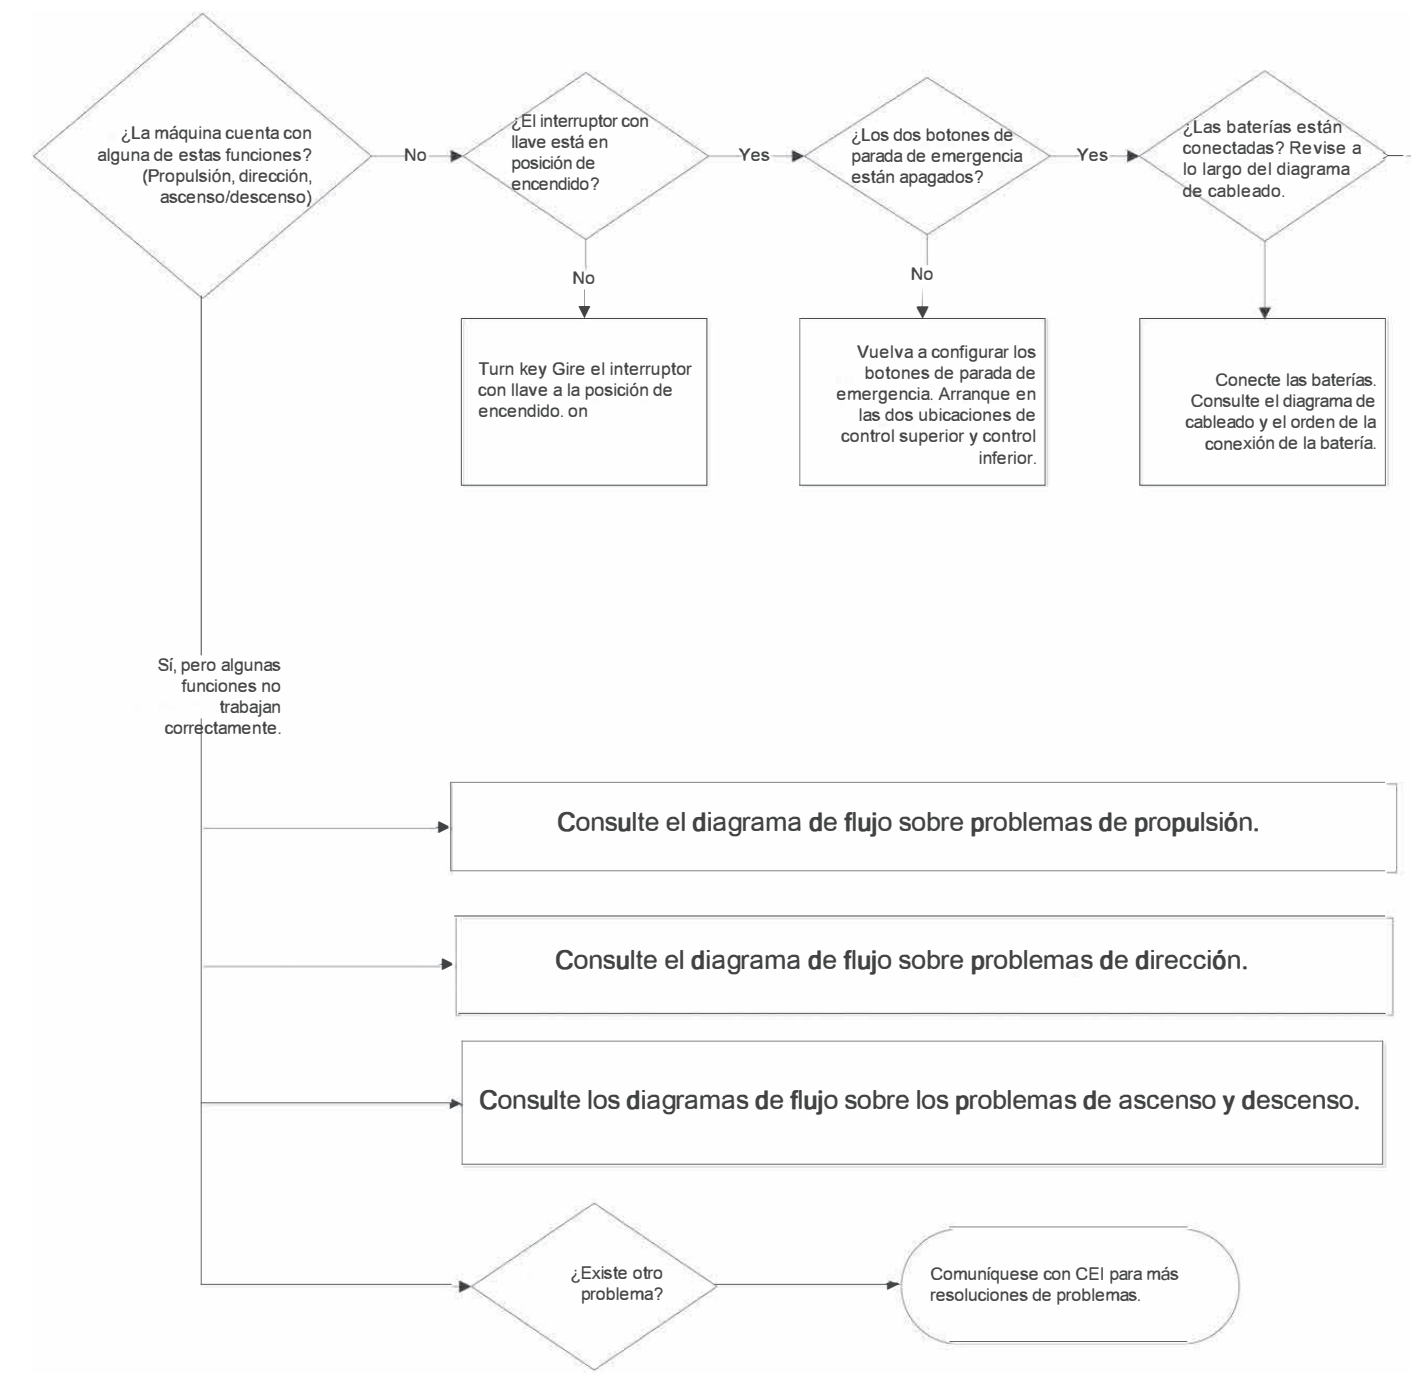 ¿La máquina cuenta con
alguna de estas funciones?
(Propulsión, dirección,
ascenso/descenso)
No
¿El interruptor con
llave está en
posición de
encendido?
Yes
¿Los dos botones de
parada de emergencia
están apagados?
Yes
¿Las baterías están
conectadas? Revise a
lo largo del diagrama
de cableado.
No
No
Turn key Gire el interruptor
con llave a la posición de
encendido. on
Vuelva a configurar los
botones de parada de
emergencia. Arranque en
las dos ubicaciones de
control superior y control
inferior.
Conecte las baterías.
Consulte el diagrama de
cableado y el orden de la
conexión de la batería.
Sí, pero algunas
funciones no
trabajan
correctamente.
Consulte el diagrama de flujo sobre problemas de propulsión.
Consulte el diagrama de flujo sobre problemas de dirección.
Consulte los diagramas de flujo sobre los problemas de ascenso y descenso.
¿Existe otro
problema?
Comuníquese con CEI para más
resoluciones de problemas.